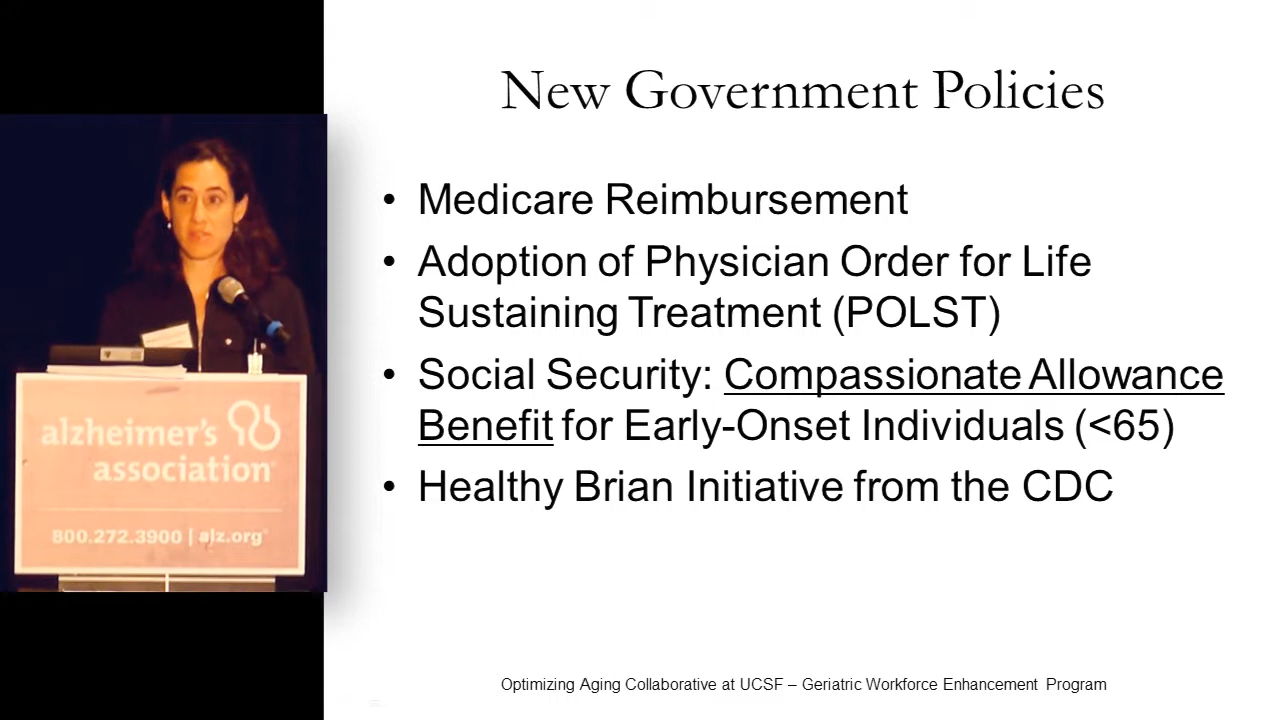 New Government Policies
• Medicare Reimbursement
• Adoption of Physician Order for Life
Sustaining Treatment (POLST)
• Social Security: Compassionate Allowance
Benefit for Early-Onset Individuals (<65)
• Healthy Brian Initiative from the CDC
alzheimer's
association
800.272.3900 | alz.org
Optimizing Aging Collaborative at UCSF – Geriatric Workforce Enhancement Program